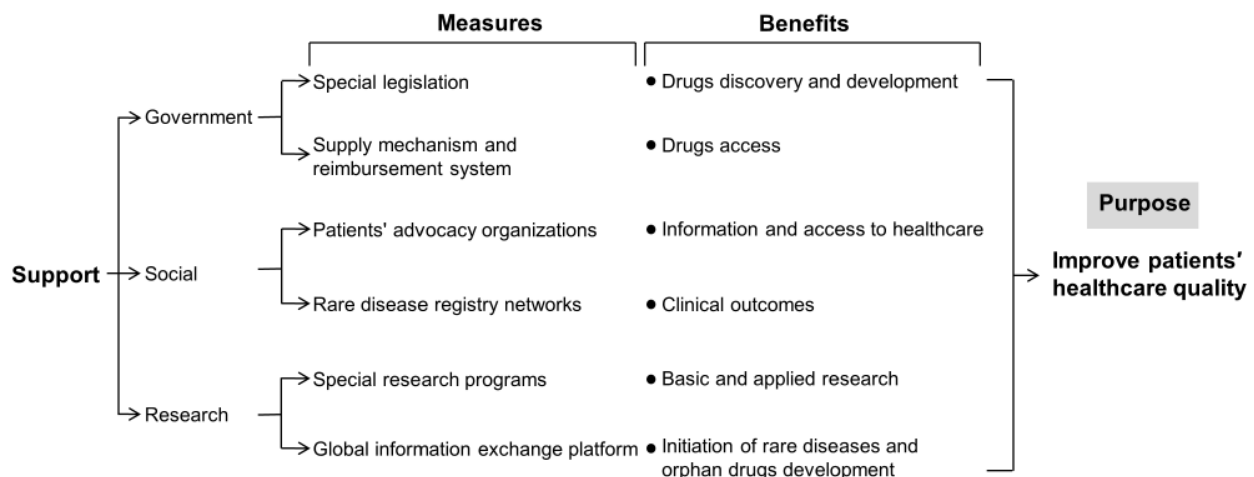 Measures
Benefits
Special legislation
● Drugs discovery and development
Government
Supply mechanism and
reimbursement system
● Drugs access
Purpose
Patients' advocacy organizations
● Information and access to healthcare
Support
Social
Improve patients'
healthcare quality
Rare disease registry networks
● Clinical outcomes
Special research programs
● Basic and applied research
Research
Global information exchange platform
● Initiation of rare diseases and
orphan drugs development